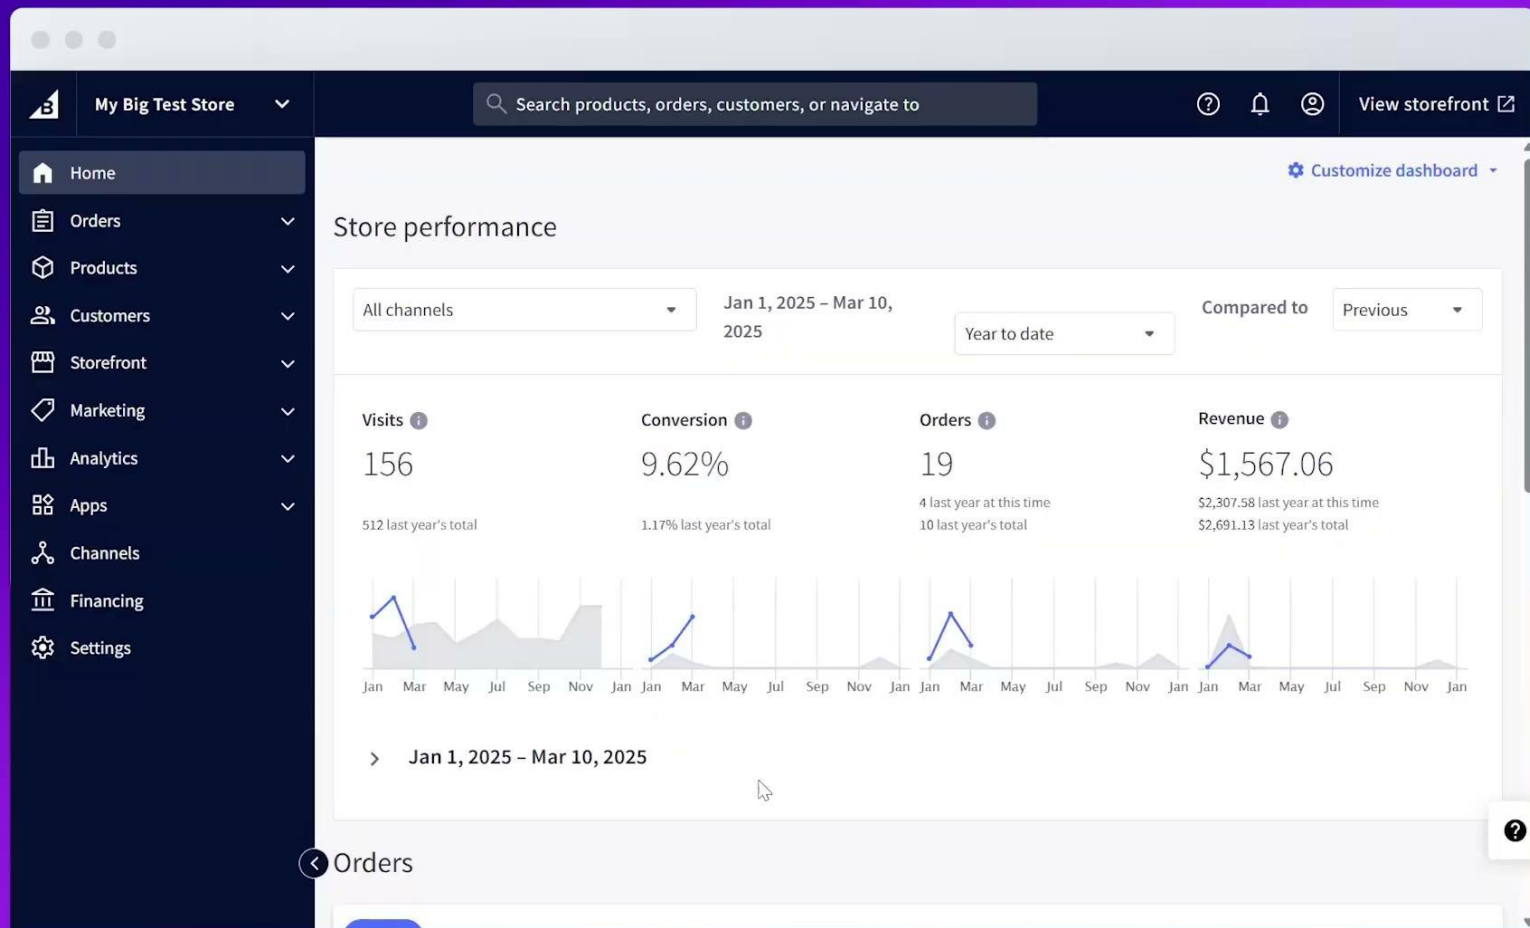 B
My Big Test Store
Search products, orders, customers, or navigate to
View storefront
Home
Orders
Products
Customers
Storefront
Marketing
Analytics
Apps
Channels
Financing
Settings
Customize dashboard
Store performance
All channels
Jan 1, 2025 – Mar 10,
2025
Year to date
Compared to
Previous
Visits
156
512 last year's total
Conversion
9.62%
1.17% last year's total
Orders
19
4 last year at this time
10 last year's total
Revenue
$1,567.06
$2,307.58 last year at this time
$2,691.13 last year's total
Jan Mar May Jul Sep Nov Jan
Jan Mar May Jul Sep Nov Jan
Jan Mar May Jul Sep Nov Jan
Jan Mar May Jul Sep Nov Jan
Jan 1, 2025 – Mar 10, 2025
Orders